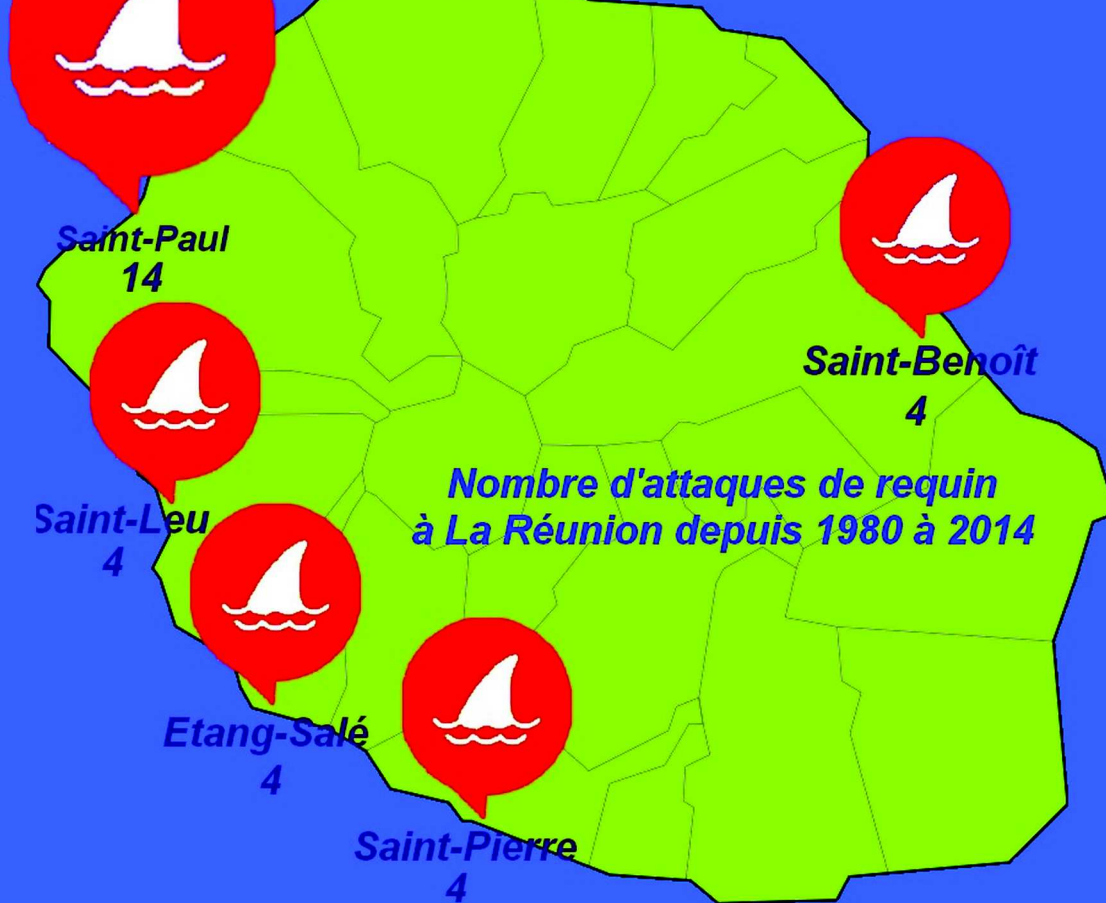 Saint-Paul
14
Saint-Benoît
4
Nombre d'attaques de requin
à La Réunion depuis 1980 à 2014
Saint-Leu
4
Etang-Salé
4
Saint-Pierre
4